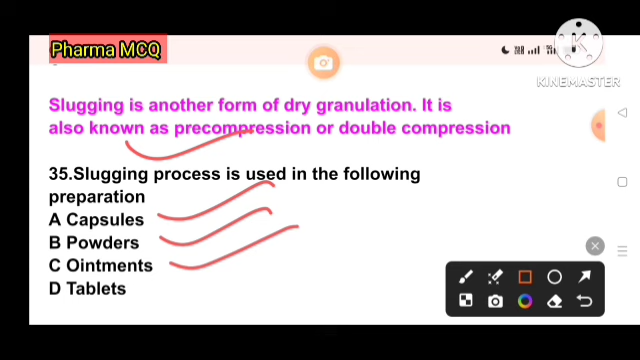 Pharma MCQ
KINEMASTER
Slugging is another form of dry granulation. It is
also known as precompression or double compression
35.Slugging process is used in the following
preparation
A Capsules
B Powders
C Ointments
D Tablets